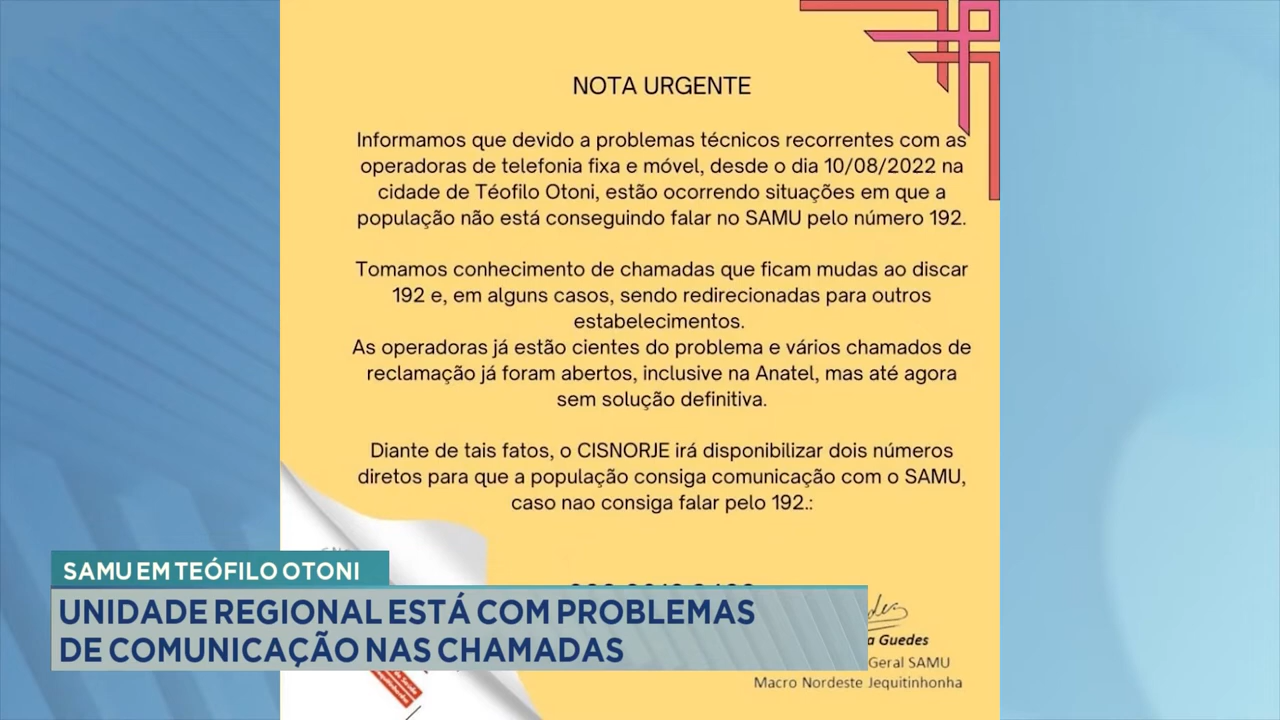 NOTA URGENTE
Informamos que devido a problemas técnicos recorrentes com as
operadoras de telefonia fixa e móvel, desde o dia 10/08/2022 na
cidade de Téofilo Otoni, estão ocorrendo situações em que a
população não está conseguindo falar no SAMU pelo número 192.
Tomamos conhecimento de chamadas que ficam mudas ao discar
192 e, em alguns casos, sendo redirecionadas para outros
estabelecimentos.
As operadoras já estão cientes do problema e vários chamados de
reclamação já foram abertos, inclusive na Anatel, mas até agora
sem solução definitiva.
Diante de tais fatos, o CISNORJE irá disponibilizar dois números
diretos para que a população consiga comunicação com o SAMU,
caso nao consiga falar pelo 192.:
SAMU EM TEÓFILO OTONI
UNIDADE REGIONAL ESTÁ COM PROBLEMAS
DE COMUNICAÇÃO NAS CHAMADAS
Guedes
Geral SAMU
Macro Nordeste Jequitinhonha